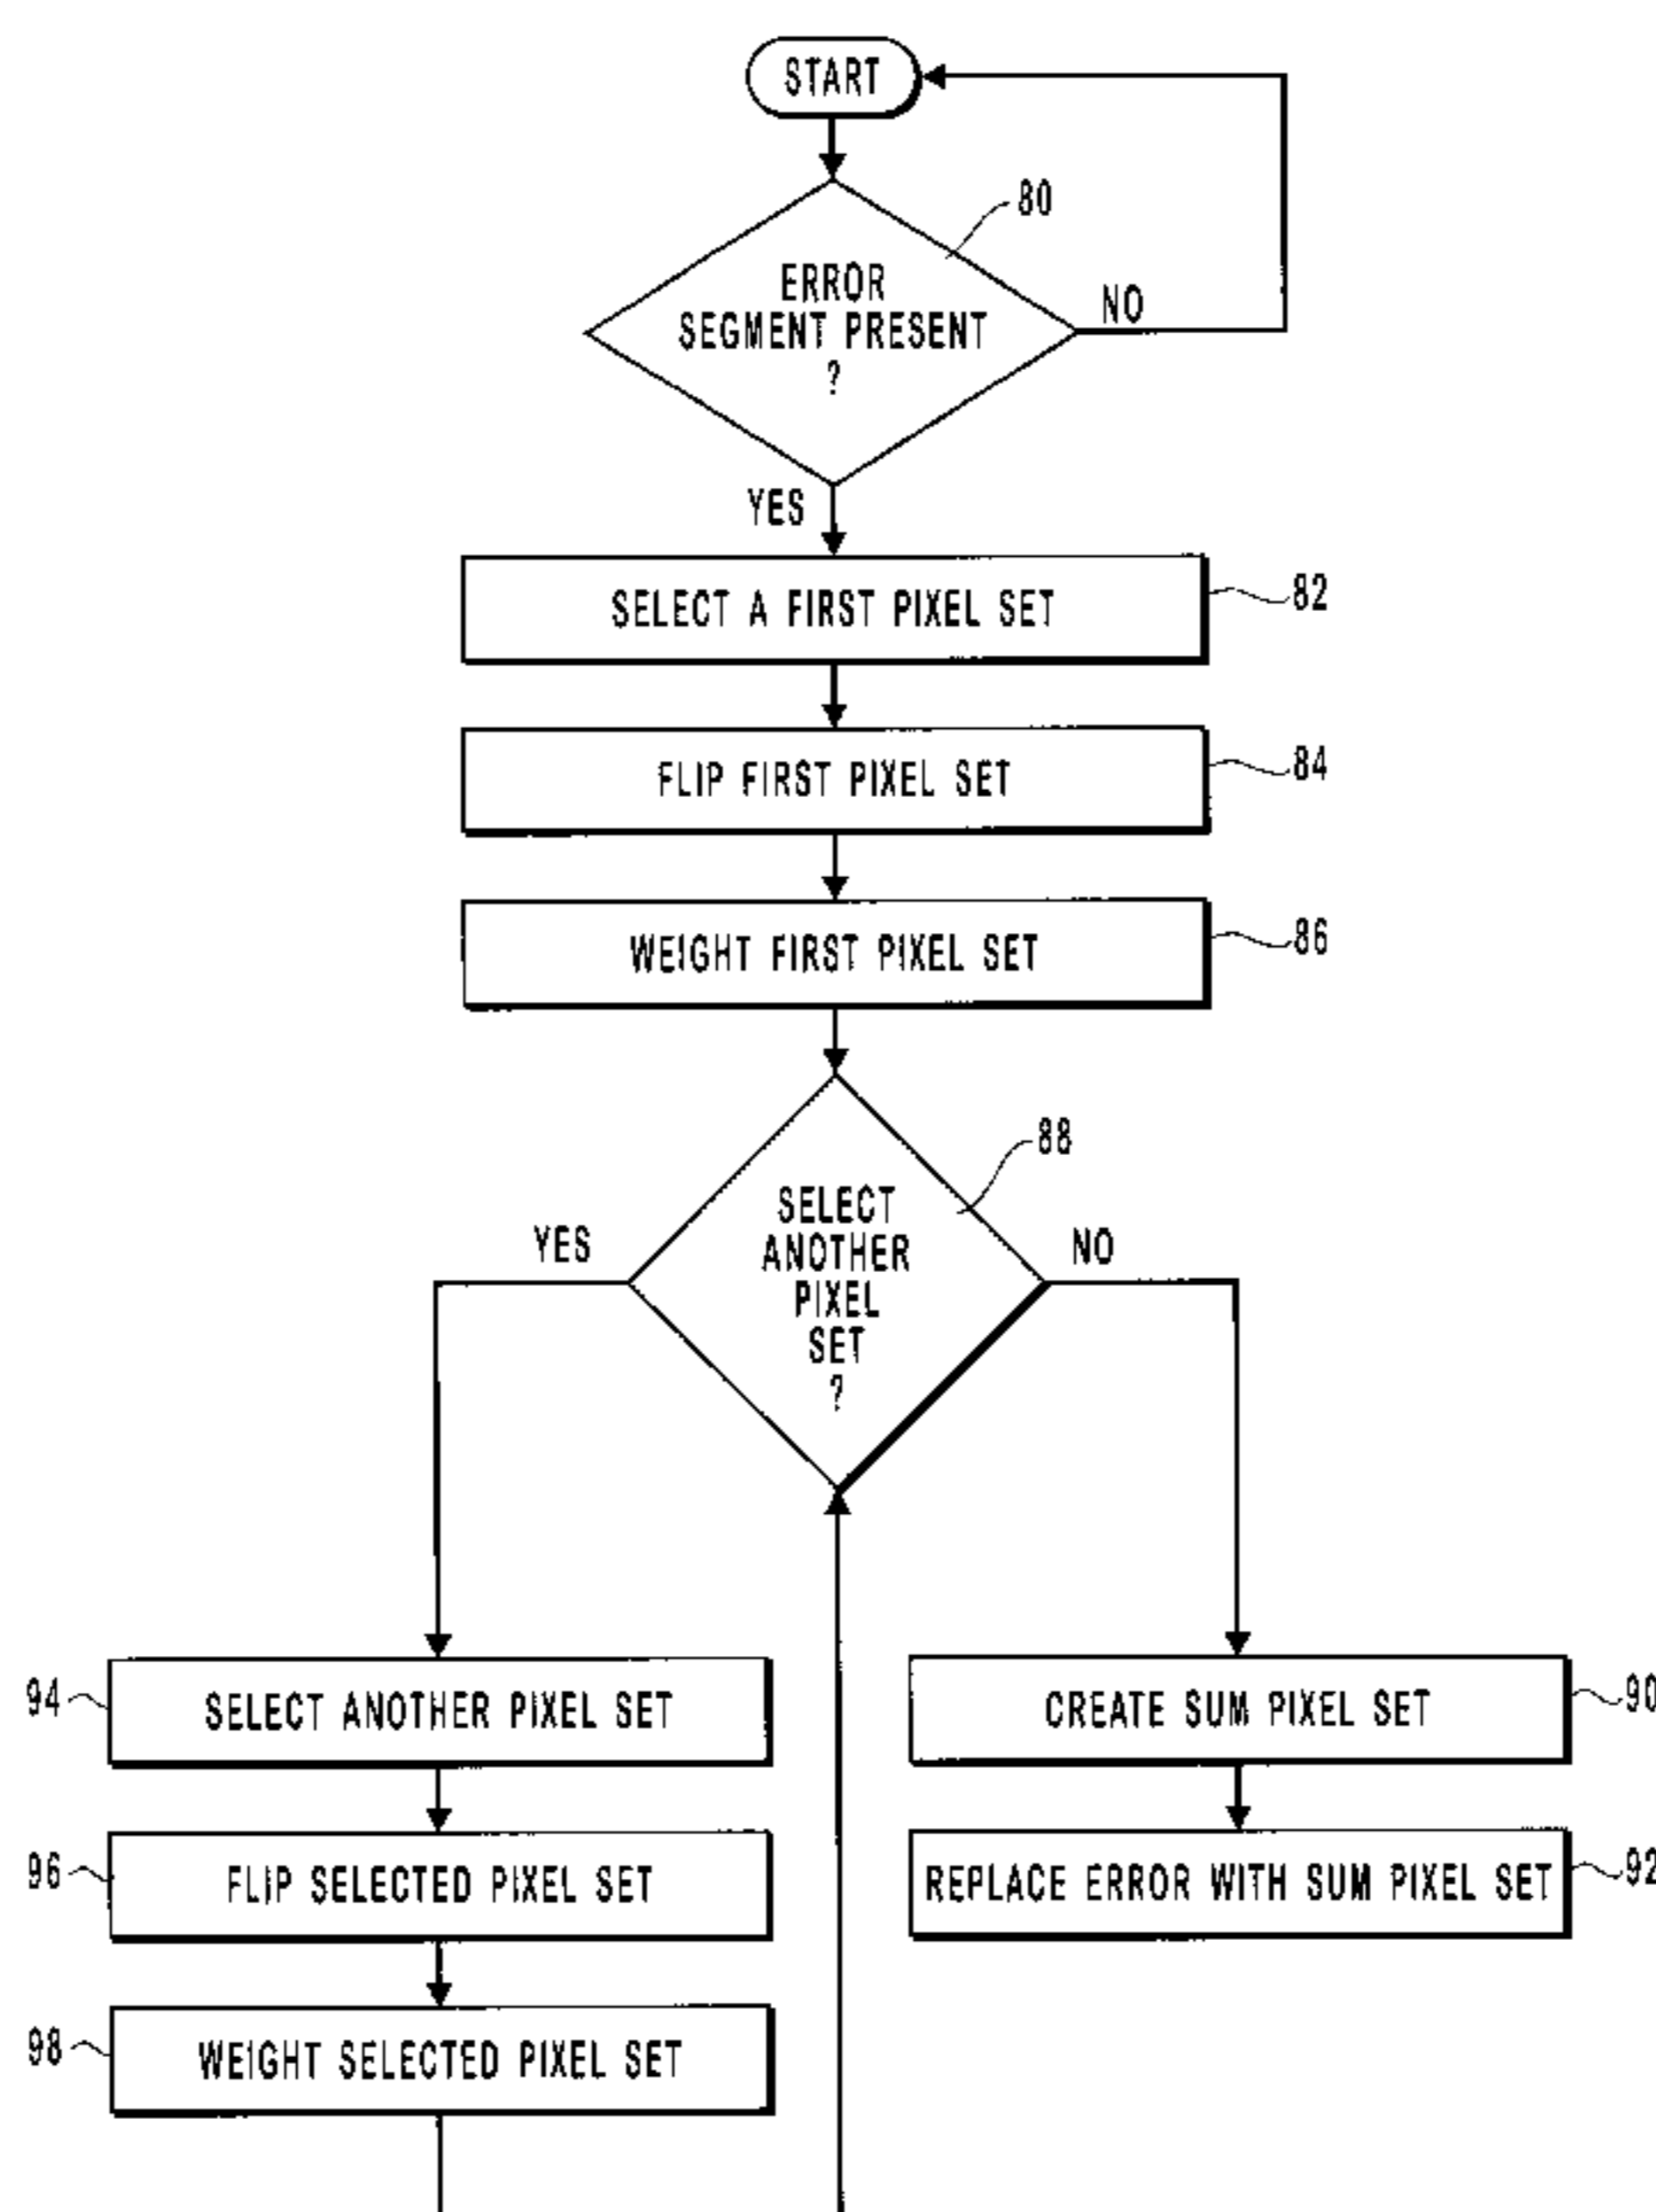 START
80
ERROR
SEGMENT PRESENT
?
NO
YES
SELECT A FIRST PIXEL SET
82
FLIP FIRST PIXEL SET
84
WEIGHT FIRST PIXEL SET
86
88
SELECT
ANOTHER
PIXEL
SET
?
YES
NO
94
SELECT ANOTHER PIXEL SET
CREATE SUM PIXEL SET
90
96
FLIP SELECTED PIXEL SET
REPLACE ERROR WITH SUM PIXEL SET
92
98
WEIGHT SELECTED PIXEL SET